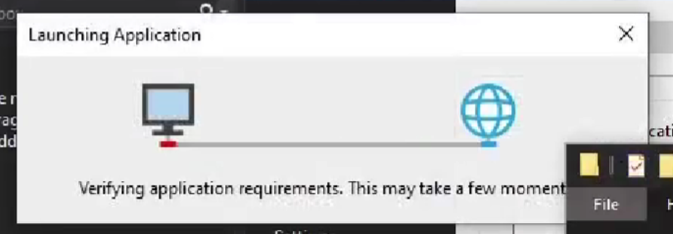 Launching Application
Verifying application requirements. This may take a few moment
File